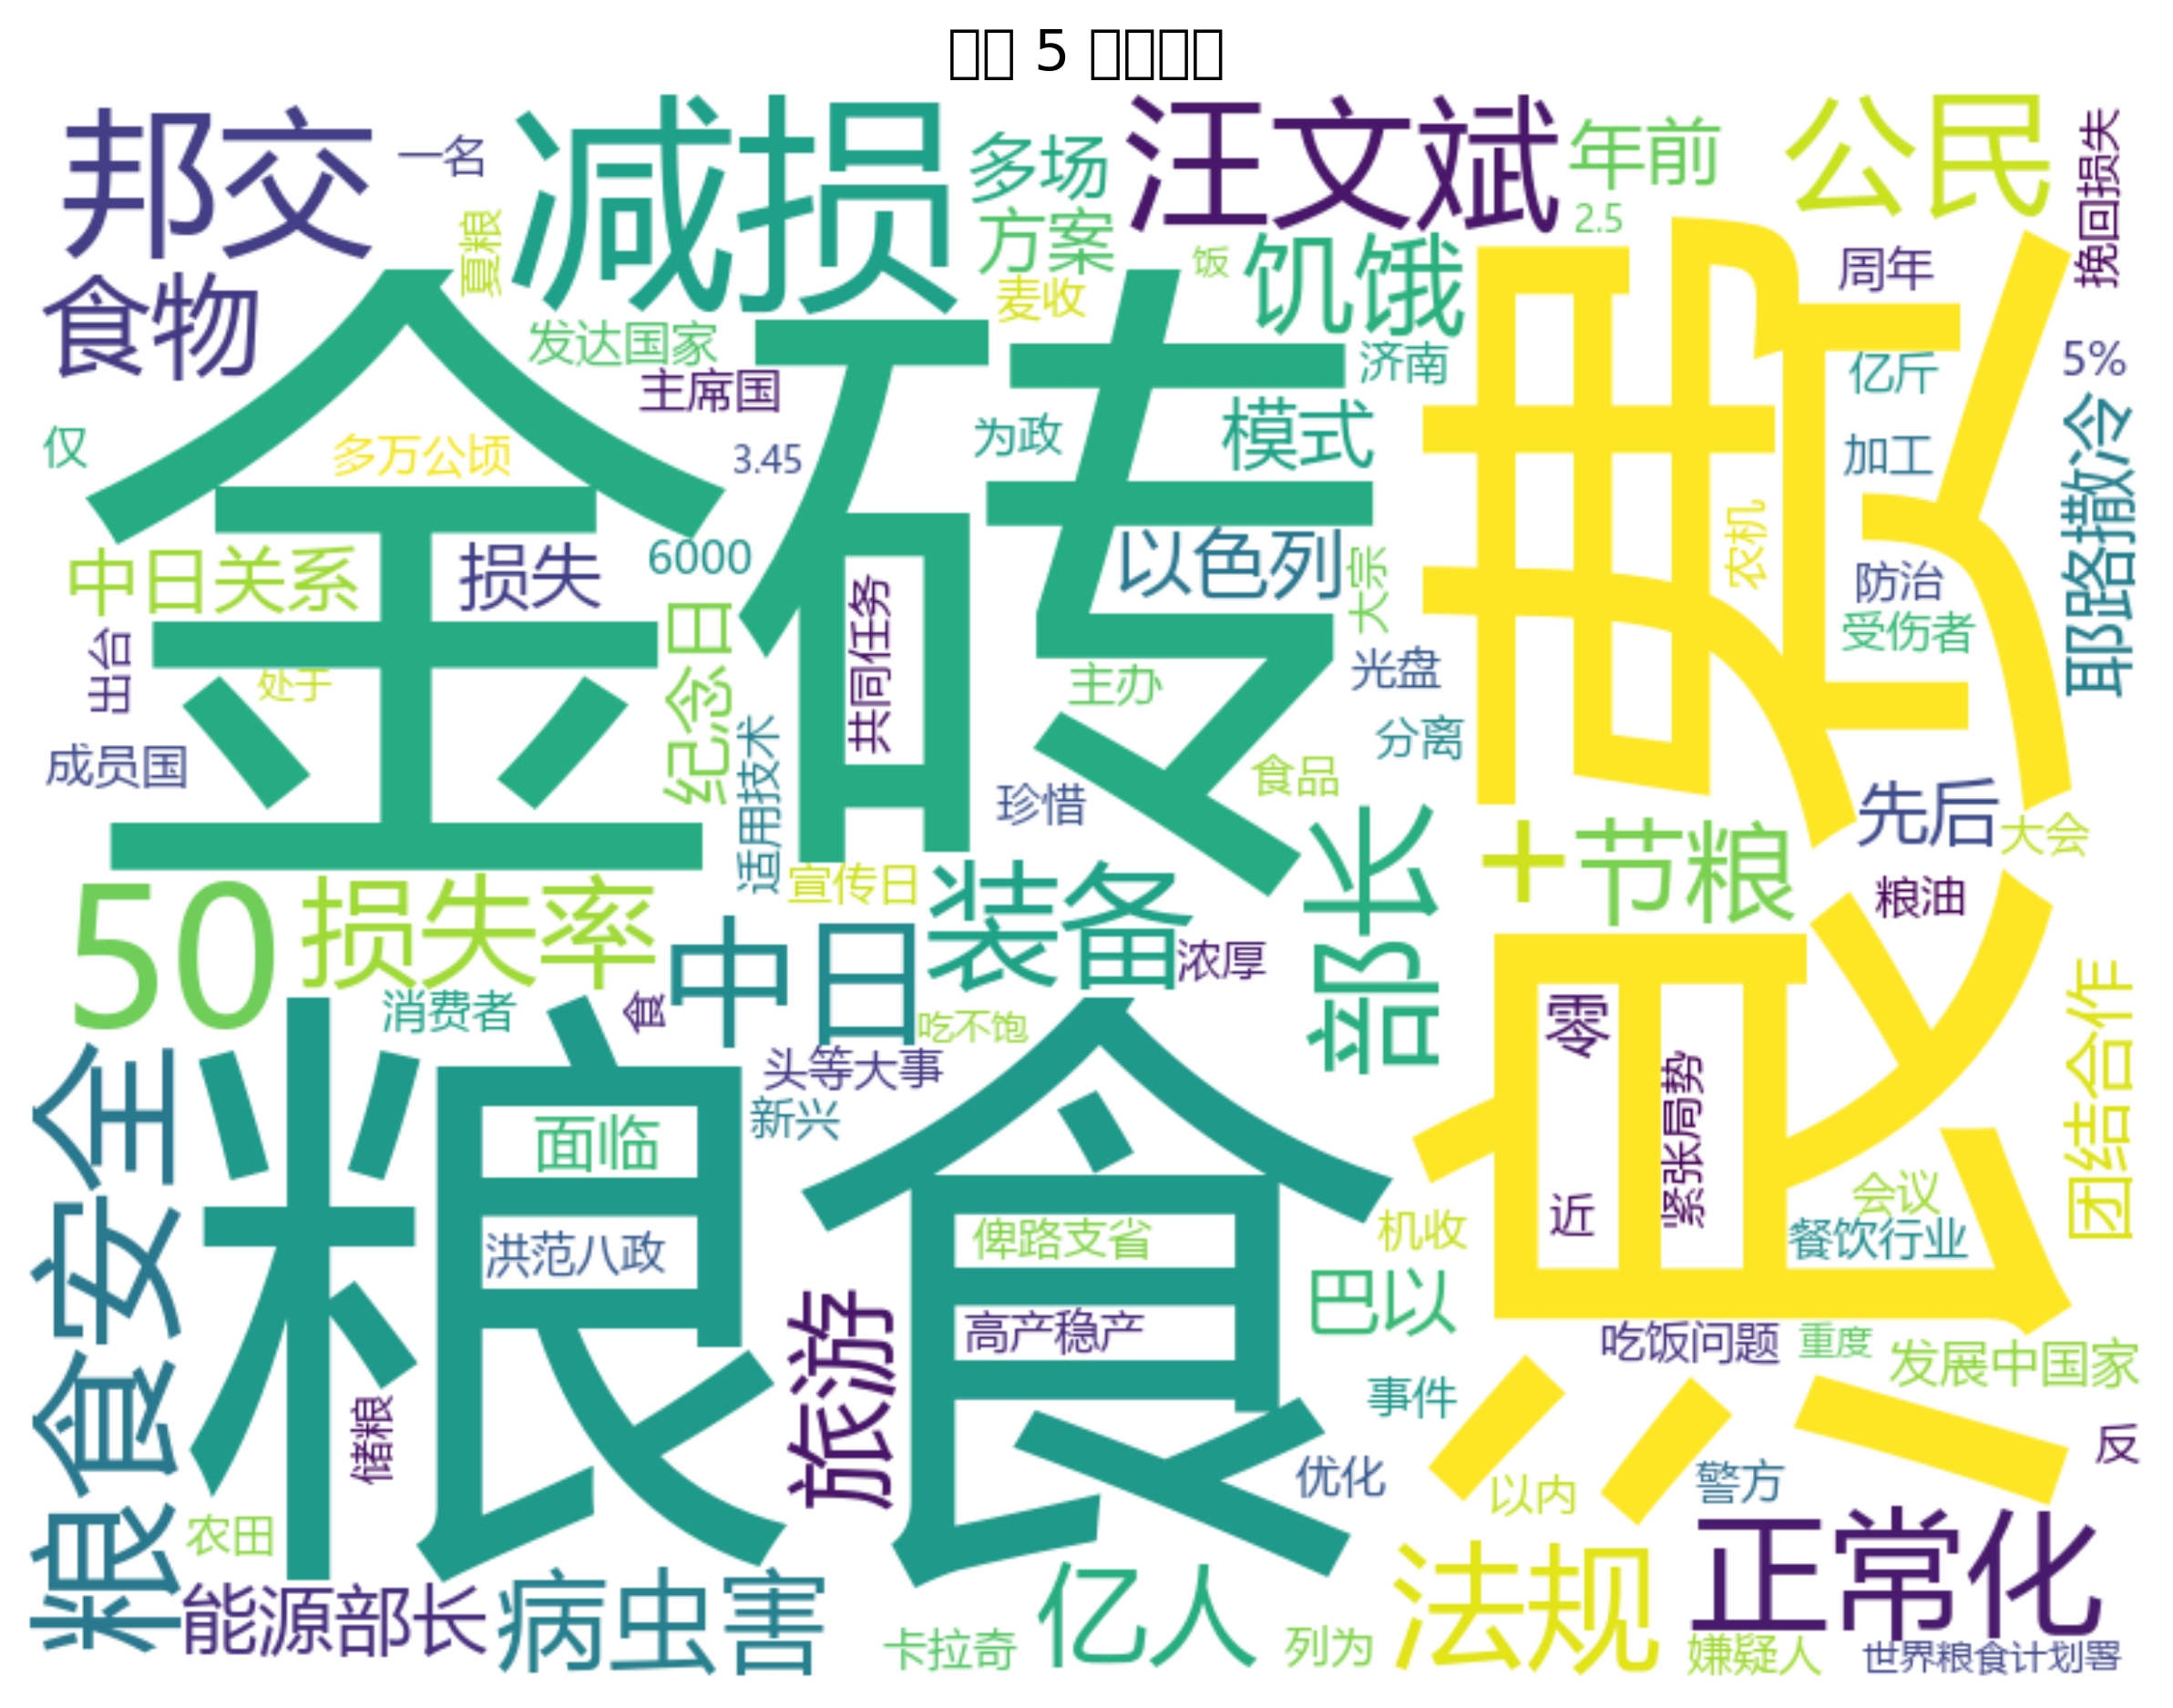 5
邦交
一名
减损
多场
汪文斌
年前
公民
挽回损失
夏粮
方案
2.5
食物
麦收
饭
饥饿
周年
发达国家
主席国
济南
亿斤
5%
仅
多万公顷
3.45
为政
模式
加工
耶路撒冷
金砖
中日关系
损失
6000
以色列
大宗
农机
防治
受伤者
出台
处于
纪念日
共同任务
主办
光盘
成员国
适用技术
珍惜
食品
分离
先后
大会
浪费
50
损失率
宣传日
装备
部长
十
节粮
粮油
中日
浓厚
消费者
食
吃不饱
零
粮食安全
头等大事
新兴
紧张局势
团结合作
面临
粮食
洪范八政
俾路支省
机收
近
会议
餐饮行业
旅游
高产稳产
巴以
吃饭问题
重度
发展中国家
储粮
事件
反
优化
以内
警方
农田
能源部长
病虫害
亿人
法规
正常化
卡拉奇
列为
嫌疑人
世界粮食计划署